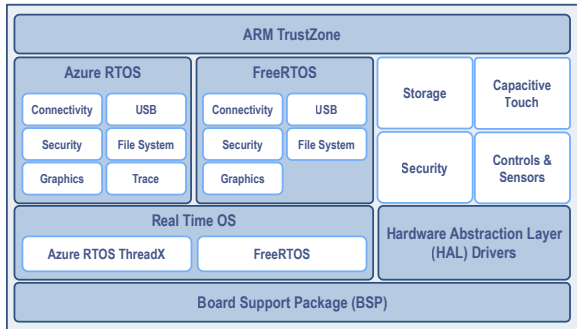 ARM TrustZone
Azure RTOS
Connectivity
USB
Security
File System
Graphics
Trace
FreeRTOS
Connectivity
USB
Security
File System
Graphics
Storage
Capacitive
Touch
Security
Controls &
Sensors
Real Time OS
Azure RTOS ThreadX
FreeRTOS
Hardware Abstraction Layer
(HAL) Drivers
Board Support Package (BSP)